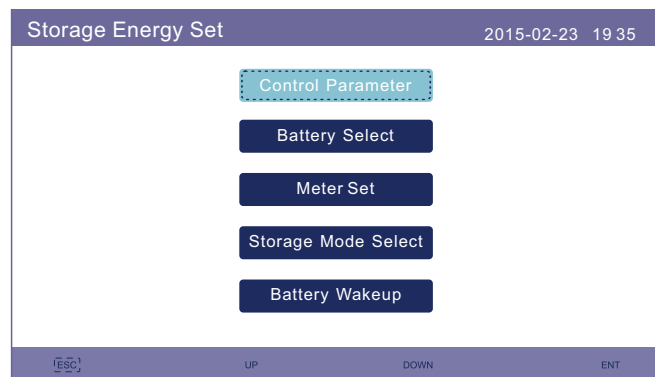 Storage Energy Set 2015-02-23 19 35
Control Parameter
Battery Select
Meter Set
Storage Mode Select
Battery Wakeup
ESC UP DOWN ENT